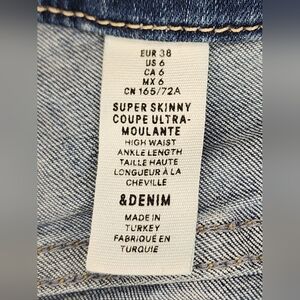 EUR 38
US 6
CA 6
MX 6
CN 165/72A
SUPER SKINNY
COUPE ULTRA-
MOULANTE
HIGH WAIST
ANKLE LENGTH
TAILLE HAUTE
LONGUEUR À LA
CHEVILLE
&DENIM
MADE IN
TURKEY
FABRIQUÉ EN
TURQUIE